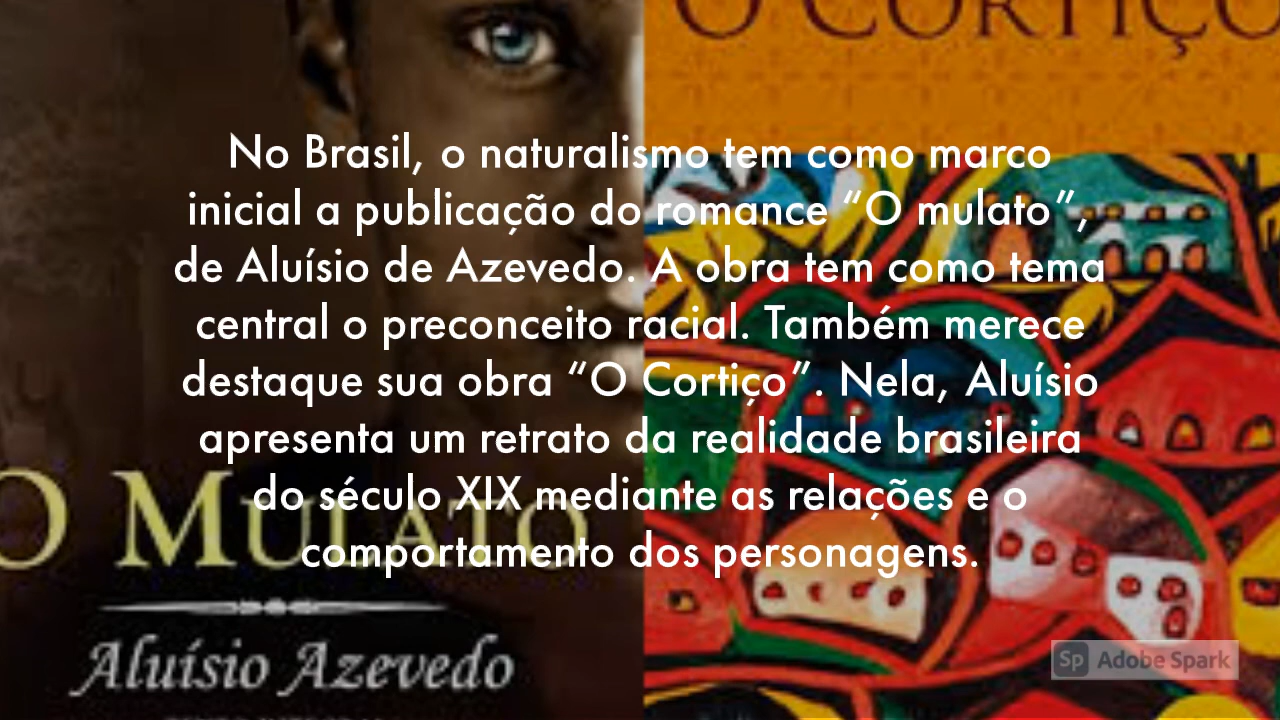 O CORTIÇO
No Brasil, o naturalismo tem como marco
inicial a publicação do romance “O mulato”,
de Aluísio de Azevedo. A obra tem como tema
central o preconceito racial. Também merece
destaque sua obra “O Cortiço”. Nela, Aluísio
apresenta um retrato da realidade brasileira
do século XIX mediante as relações e o
comportamento dos personagens.
O MULATO
Aluísio Azevedo
Sp Adobe Spark